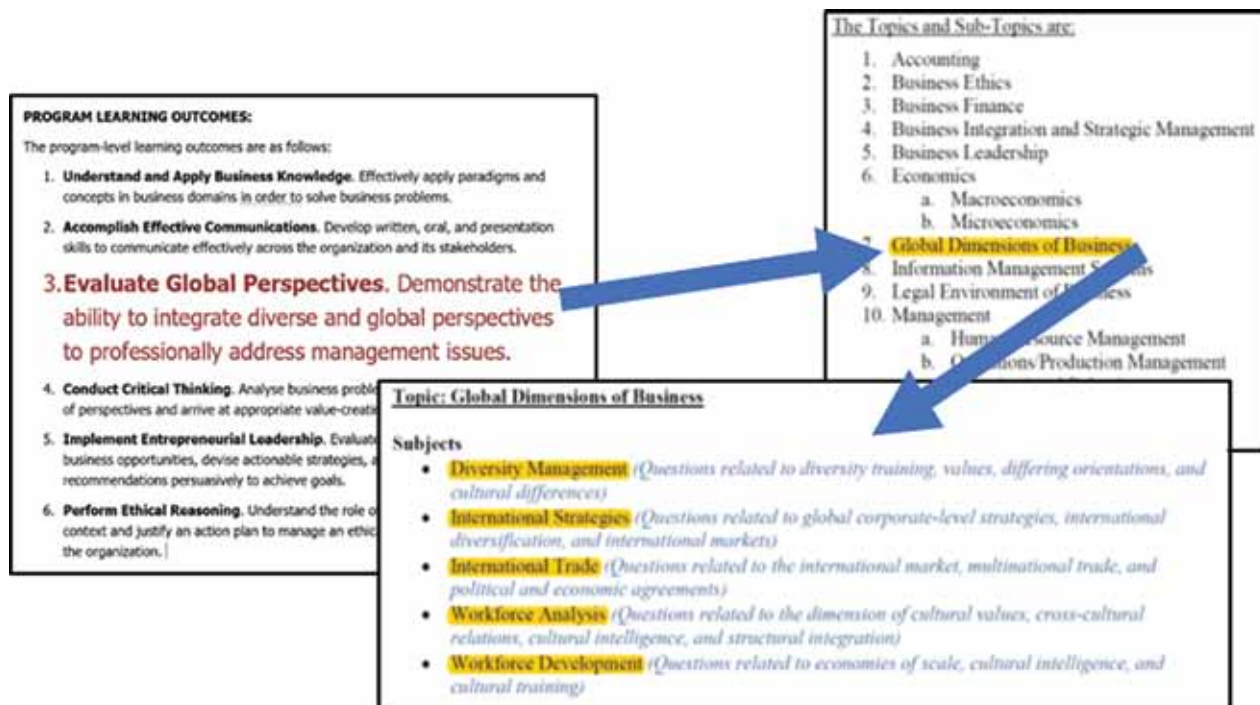 PROGRAM LEARNING OUTCOMES:
The program-level learning outcomes are as follows:
1. Understand and Apply Business Knowledge. Effectively apply paradigms and
concepts in business domains in order to solve business problems.
2. Accomplish Effective Communications. Develop written, oral, and presentation
skills to communicate effectively across the organization and its stakeholders.
3. Evaluate Global Perspectives. Demonstrate the
ability to integrate diverse and global perspectives
to professionally address management issues.
4. Conduct Critical Thinking. Analyse business
of perspectives and arrive at appropriate
5. Implement Entrepreneurial Leadership.
business opportunities, devise actionable strategies,
recommendations persuasively to achieve goals.
6. Perform Ethical Reasoning. Understand the role
context and justify an action plan to manage an
the organization.
The Topics and Sub-Topics are:
1. Accounting
2. Business Ethics
3. Business Finance
4. Business Integration and Strategic Management
5. Business Leadership
6. Economics
a. Macroeconomics
b. Microeconomics
7. Global Dimensions of Business
8. Information Management
9. Legal Environment of
10. Management
a. Management
b. Management
Topic: Global Dimensions of Business
Subjects
• Diversity Management (Questions related to diversity training, values, differing orientations, and
cultural differences)
• International Strategies (Questions related to global corporate-level strategies, international
diversification, and international markets)
• International Trade (Questions related to the international market, multinational trade, and
political and economic agreements)
• Workforce Analysis (Questions related to the dimension of cultural values, cross-cultural
relations, cultural intelligence, and structural integration)
• Workforce Development (Questions related to economies of scale, cultural intelligence, and
cultural training)